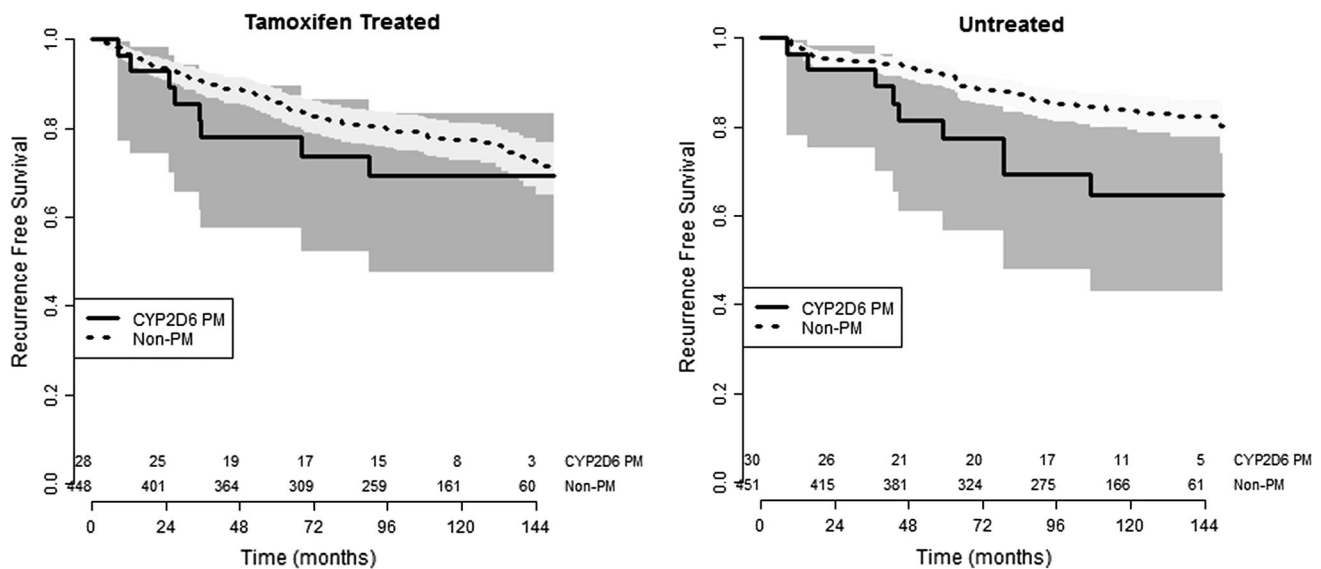 Tamoxifen Treated
Recurrence Free Survival
1.0
0.8
0.6
0.4
0.2
0.0
CYP2D6 PM
Non-PM
28 25 19 17 15 8 3 CYP2D6 PM
448 401 364 309 259 161 60 Non-PM
0 24 48 72 96 120 144
Time (months)
Untreated
Recurrence Free Survival
1.0
0.8
0.6
0.4
0.2
0.0
CYP2D6 PM
Non-PM
30 26 21 20 17 11 5 CYP2D6 PM
451 415 381 324 275 166 61 Non-PM
0 24 48 72 96 120 144
Time (months)